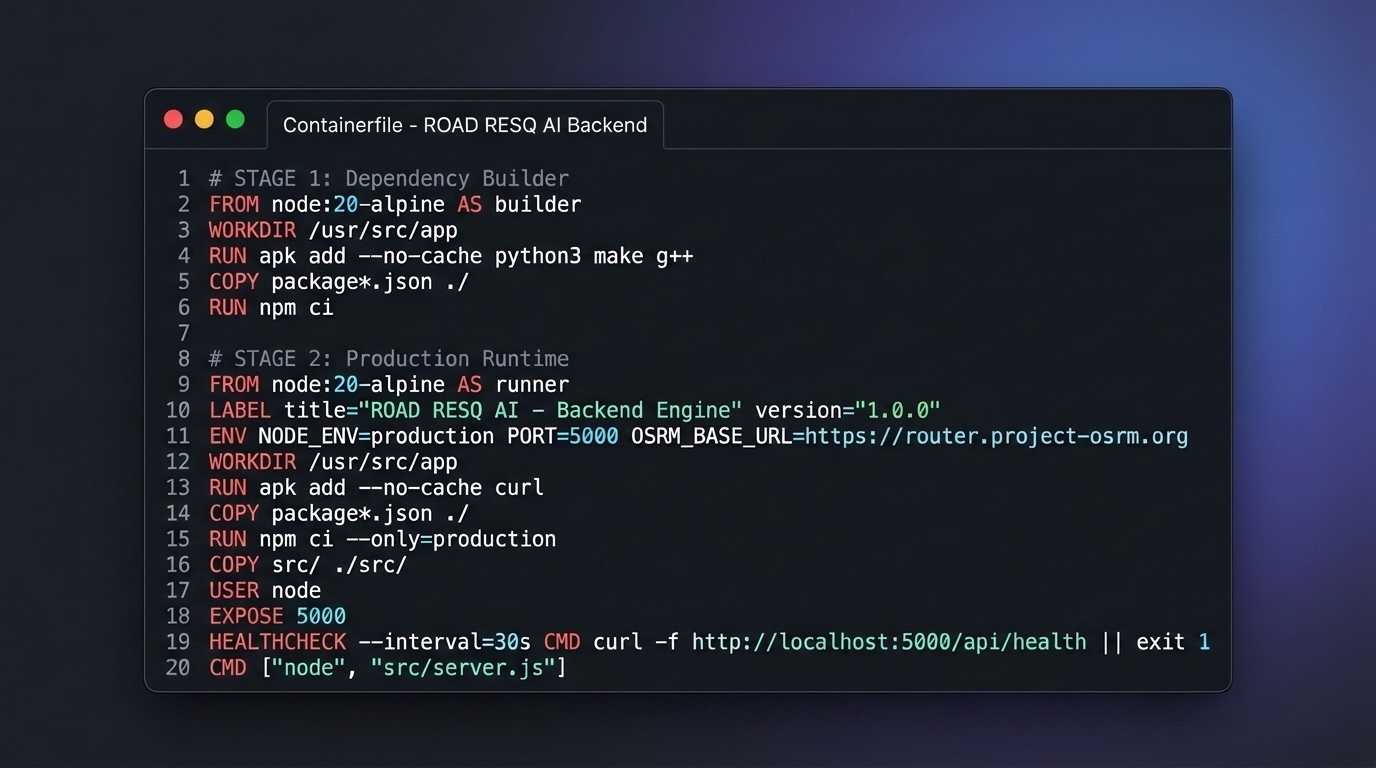 Containerfile - ROAD RESQ AI Backend
1 # STAGE 1: Dependency Builder
2 FROM node:20-alpine AS builder
3 WORKDIR /usr/src/app
4 RUN apk add --no-cache python3 make g++
5 COPY package*.json ./
6 RUN npm ci
7
8 # STAGE 2: Production Runtime
9 FROM node:20-alpine AS runner
10 LABEL title="ROAD RESQ AI - Backend Engine" version="1.0.0"
11 ENV NODE_ENV=production PORT=5000 OSRM_BASE_URL=https://router.project-osrm.org
12 WORKDIR /usr/src/app
13 RUN apk add --no-cache curl
14 COPY package*.json ./
15 RUN npm ci --only=production
16 COPY src/ ./src/
17 USER node
18 EXPOSE 5000
19 HEALTHCHECK --interval=30s CMD curl -f http://localhost:5000/api/health || exit 1
20 CMD ["node", "src/server.js"]